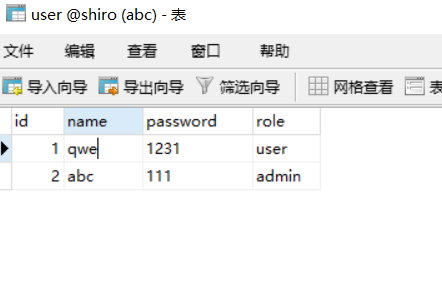 user @shiro (abc) - 表
文件 编辑 查看 窗口 帮助
导入向导 导出向导 筛选向导 网格查看 表
id name password role
1 qwe 1231 user
2 abc 111 admin